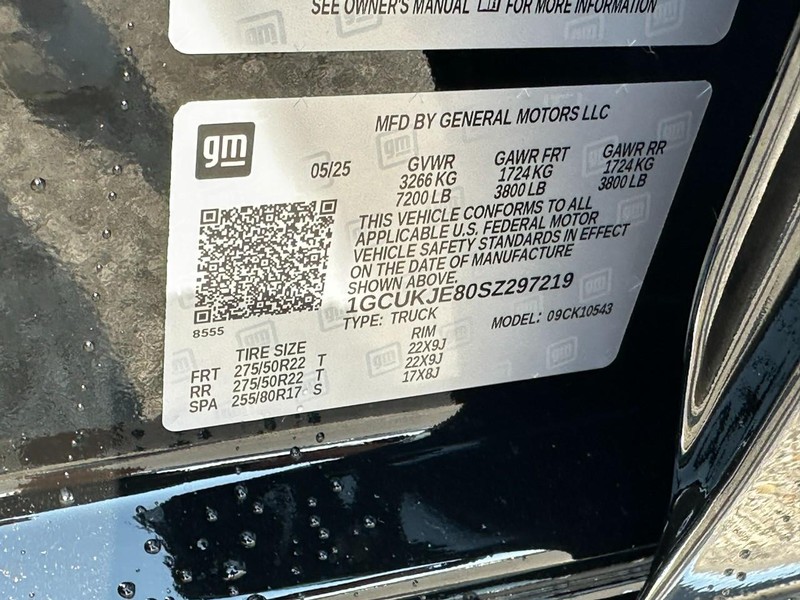 SEE OWNER'S MANUAL FOR MORE INFORMATION
gm
MFD BY GENERAL MOTORS LLC
05/25
GVWR GAWR FRT GAWR RR
3266 KG 1724 KG 1724 KG
7200 LB 3800 LB 3800 LB
THIS VEHICLE CONFORMS TO ALL
APPLICABLE U.S. FEDERAL MOTOR
VEHICLE SAFETY STANDARDS IN EFFECT
ON THE DATE OF MANUFACTURE
SHOWN ABOVE.
1GCUKJE80SZ297219
TYPE: TRUCK MODEL: 09CK10543
8555
TIRE SIZE RIM
FRT 275/50R22 T 22X9J
RR 275/50R22 T 22X9J
SPA 255/80R17 S 17X8J